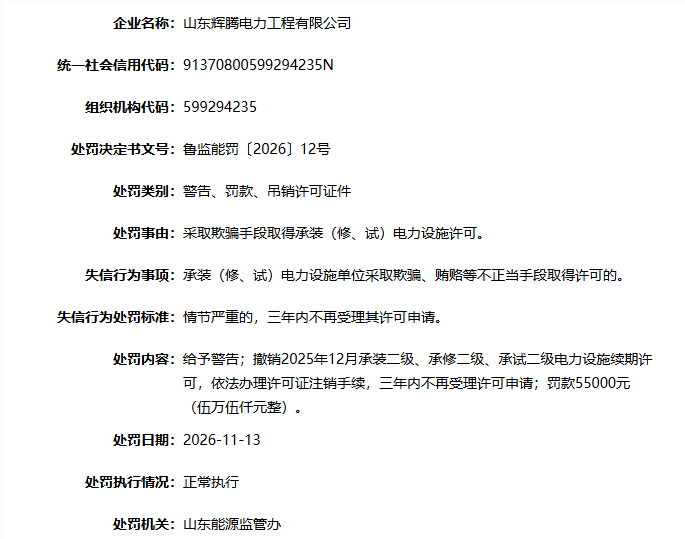 企业名称：山东辉腾电力工程有限公司
统一社会信用代码：91370800599294235N
组织机构代码：599294235
处罚决定书文号：鲁监能罚〔2026〕12号
处罚类别：警告、罚款、吊销许可证件
处罚事由：采取欺骗手段取得承装（修、试）电力设施许可。
失信行为事项：承装（修、试）电力设施单位采取欺骗、贿赂等不正当手段取得许可的。
失信行为处罚标准：情节严重的，三年内不再受理其许可申请。
处罚内容：给予警告；撤销2025年12月承装二级、承修二级、承试二级电力设施续期许
可，依法办理许可证注销手续，三年内不再受理许可申请；罚款55000元
（伍万伍仟元整）。
处罚日期：2026-11-13
处罚执行情况：正常执行
处罚机关：山东能源监管办